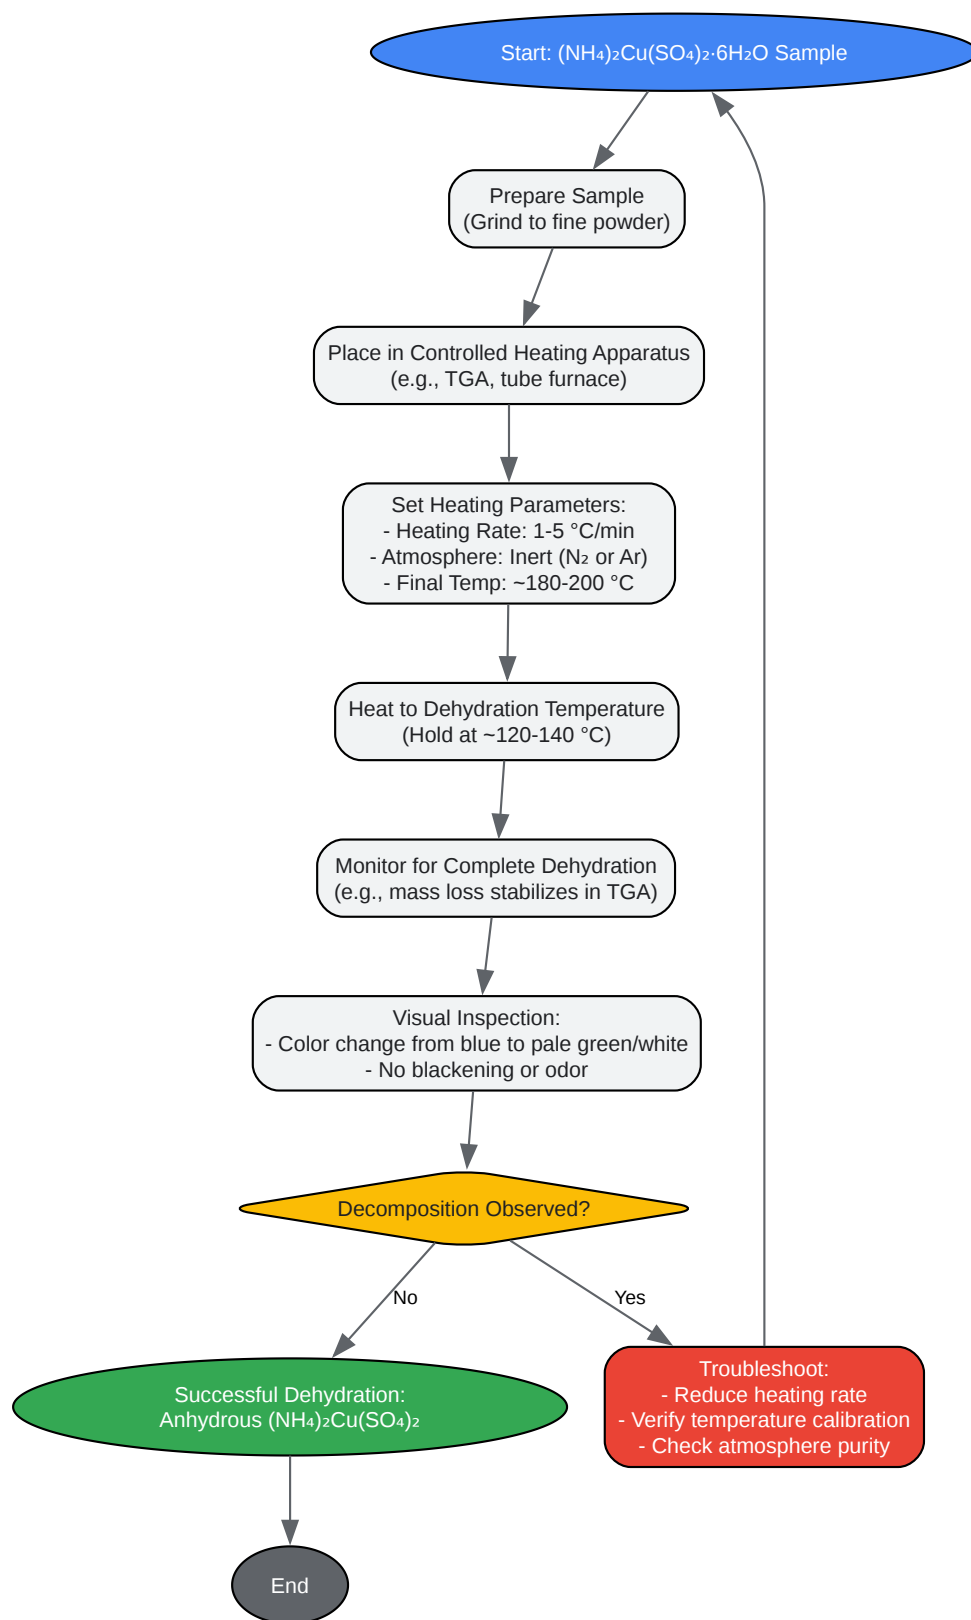 Start: (NH₄)₂Cu(SO₄)₂·6H₂O Sample
Prepare Sample
(Grind to fine powder)
Place in Controlled Heating Apparatus
(e.g., TGA, tube furnace)
Set Heating Parameters:
- Heating Rate: 1-5 °C/min
- Atmosphere: Inert (N₂ or Ar)
- Final Temp: ~180-200 °C
Heat to Dehydration Temperature
(Hold at ~120-140 °C)
Monitor for Complete Dehydration
(e.g., mass loss stabilizes in TGA)
Visual Inspection:
- Color change from blue to pale green/white
- No blackening or odor
Decomposition Observed?
No
Yes
Successful Dehydration:
Anhydrous (NH₄)₂Cu(SO₄)₂
Troubleshoot:
- Reduce heating rate
- Verify temperature calibration
- Check atmosphere purity
End